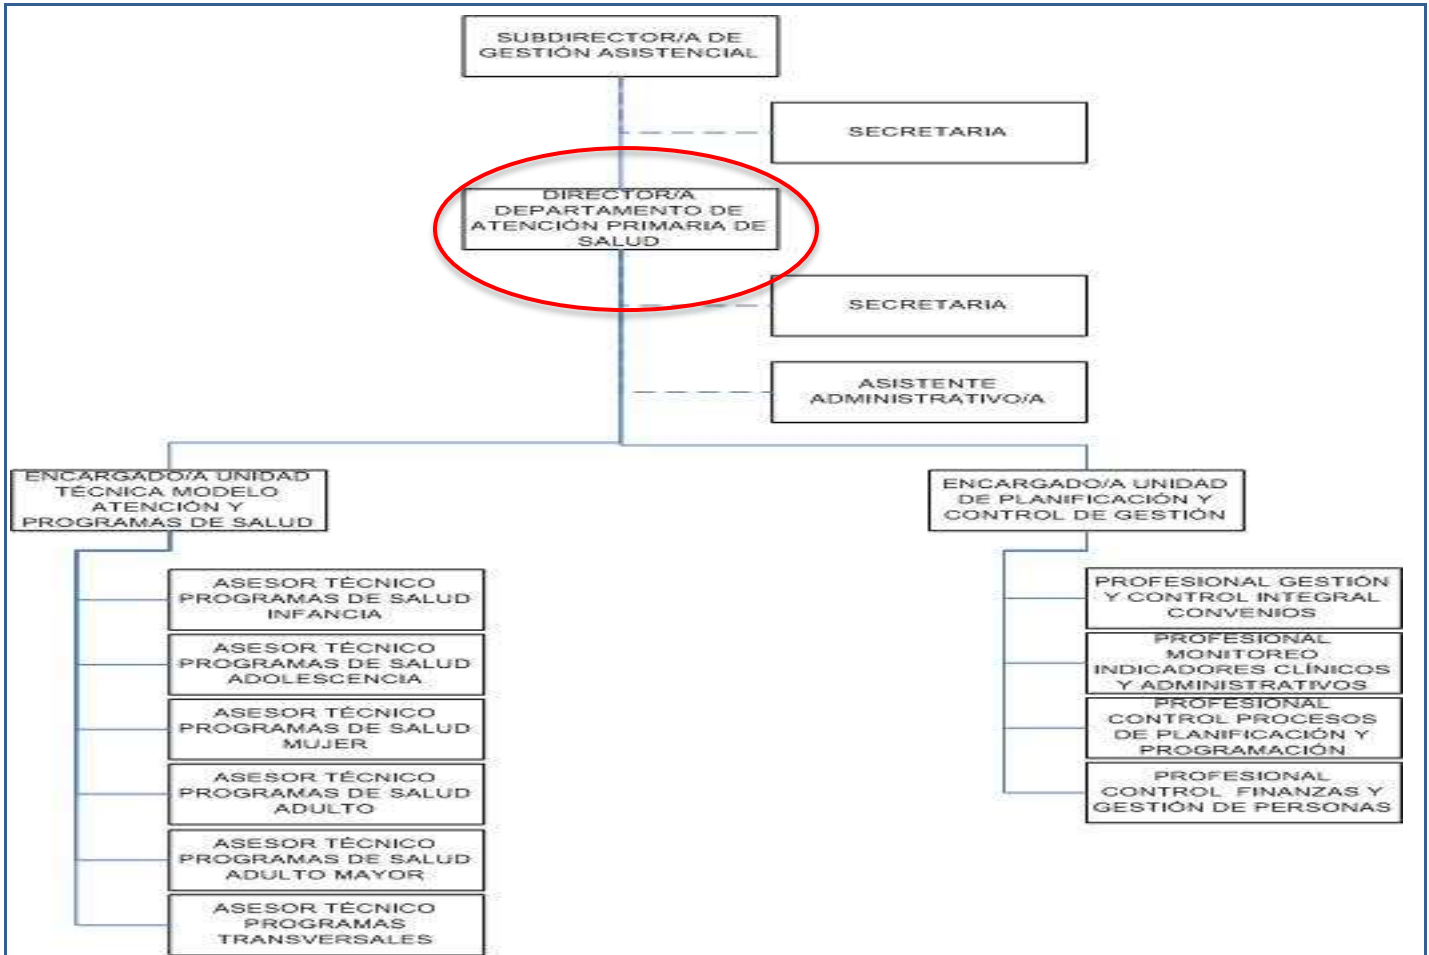 SUBDIRECTOR/A DE
GESTIÓN ASISTENCIAL
SECRETARIA
DIRECTOR/A
DEPARTAMENTO DE
ATENCIÓN PRIMARIA DE
SALUD
SECRETARIA
ASISTENTE
ADMINISTRATIVO/A
ENCARGADO/A UNIDAD
TÉCNICA MODELO
ATENCIÓN Y
PROGRAMAS DE SALUD
ASESOR TÉCNICO
PROGRAMAS DE SALUD
INFANCIA
ASESOR TÉCNICO
PROGRAMAS DE SALUD
ADOLESCENCIA
ASESOR TÉCNICO
PROGRAMAS DE SALUD
MUJER
ASESOR TÉCNICO
PROGRAMAS DE SALUD
ADULTO
ASESOR TÉCNICO
PROGRAMAS DE SALUD
ADULTO MAYOR
ASESOR TÉCNICO
PROGRAMAS
TRANSVERSALES
ENCARGADO/A UNIDAD
DE PLANIFICACIÓN Y
CONTROL DE GESTIÓN
PROFESIONAL GESTIÓN
Y CONTROL INTEGRAL
CONVENIOS
PROFESIONAL
MONITOREO
INDICADORES CLÍNICOS
Y ADMINISTRATIVOS
PROFESIONAL
CONTROL PROCESOS
DE PLANIFICACIÓN Y
PROGRAMACIÓN
PROFESIONAL
CONTROL FINANZAS Y
GESTIÓN DE PERSONAS